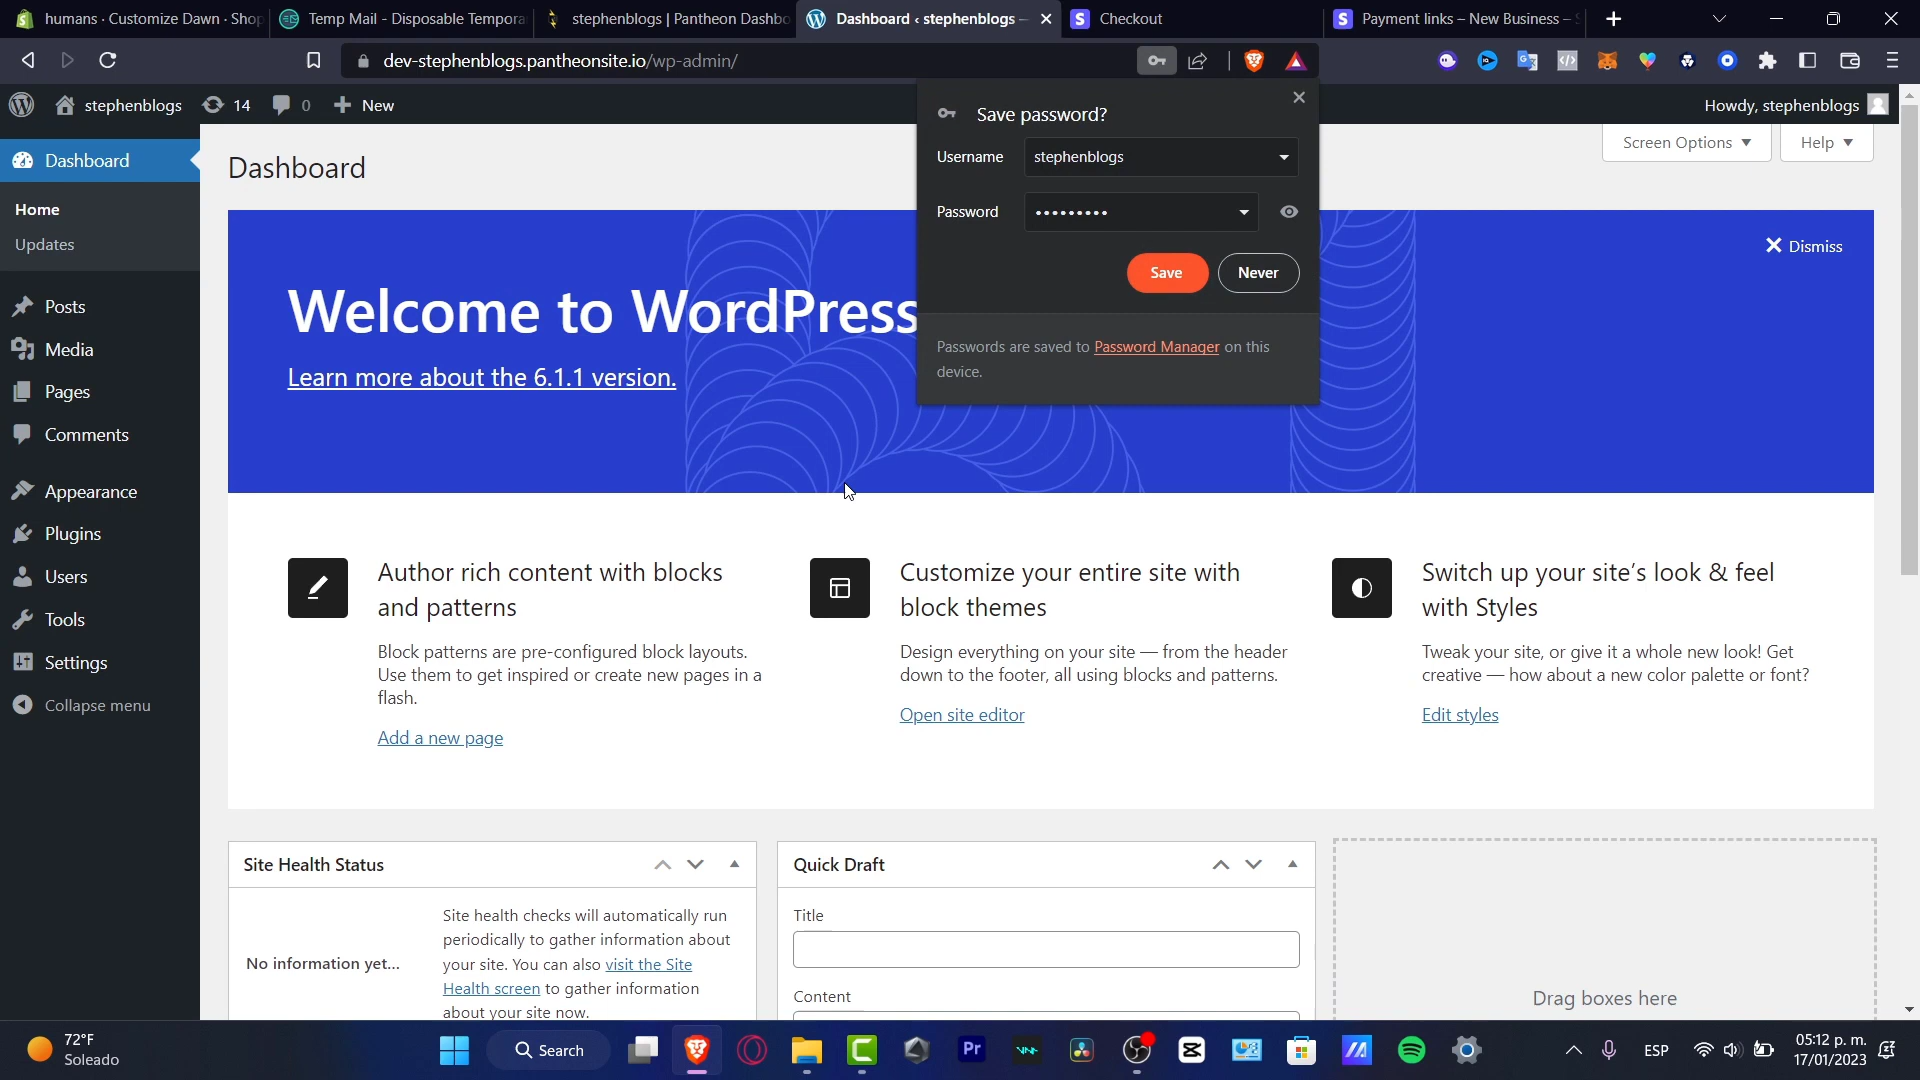 humans · Customize Dawn · Shop
Temp Mail - Disposable Tempora
stephenblogs | Pantheon Dashbo
Dashboard ‹ stephenblogs —
Checkout
Payment links – New Business – S
dev-stephenblogs.pantheonsite.io/wp-admin/
stephenblogs
14
0
New
Howdy, stephenblogs
Save password?
Username
stephenblogs
Password
•••••••••
Save
Never
Passwords are saved to Password Manager on this
device.
Screen Options
Help
Dashboard
Home
Updates
Posts
Media
Pages
Comments
Appearance
Plugins
Users
Tools
Settings
Collapse menu
Dashboard
Dismiss
Welcome to WordPress
Learn more about the 6.1.1 version.
Author rich content with blocks
and patterns
Block patterns are pre-configured block layouts.
Use them to get inspired or create new pages in a
flash.
Add a new page
Customize your entire site with
block themes
Design everything on your site — from the header
down to the footer, all using blocks and patterns.
Open site editor
Switch up your site's look & feel
with Styles
Tweak your site, or give it a whole new look! Get
creative — how about a new color palette or font?
Edit styles
Site Health Status
No information yet...
Site health checks will automatically run
periodically to gather information about
your site. You can also visit the Site
Health screen to gather information
about your site now.
Quick Draft
Title
Content
Drag boxes here
72°F
Soleado
Search
Pr
ESP
05:12 p. m.
17/01/2023